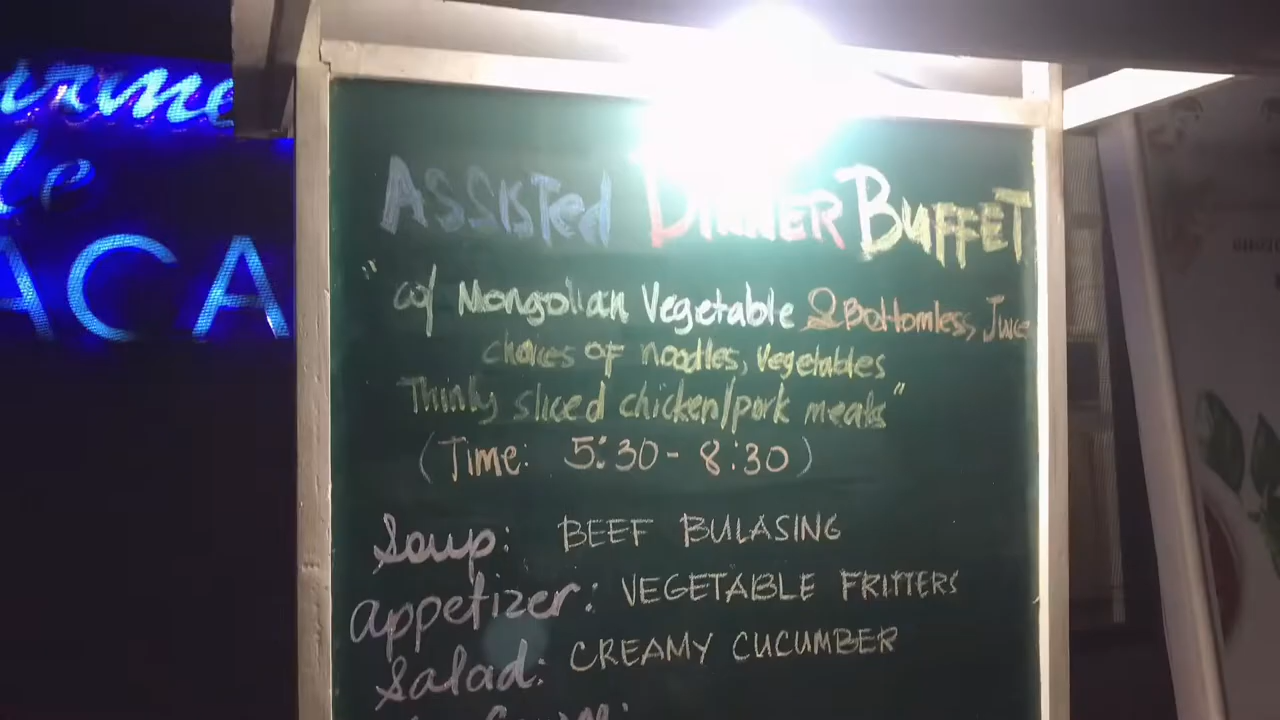 ACA
ASSISTED DINNER BUFFET
"c/o Mongolian Vegetable & Bottomless Juice
choices of noodles, vegetables
Thinly sliced chicken/pork meats"
(Time: 5:30 - 8:30)
Soup: BEEF BULASING
Appetizer: VEGETABLE FRITTERS
Salad: CREAMY CUCUMBER